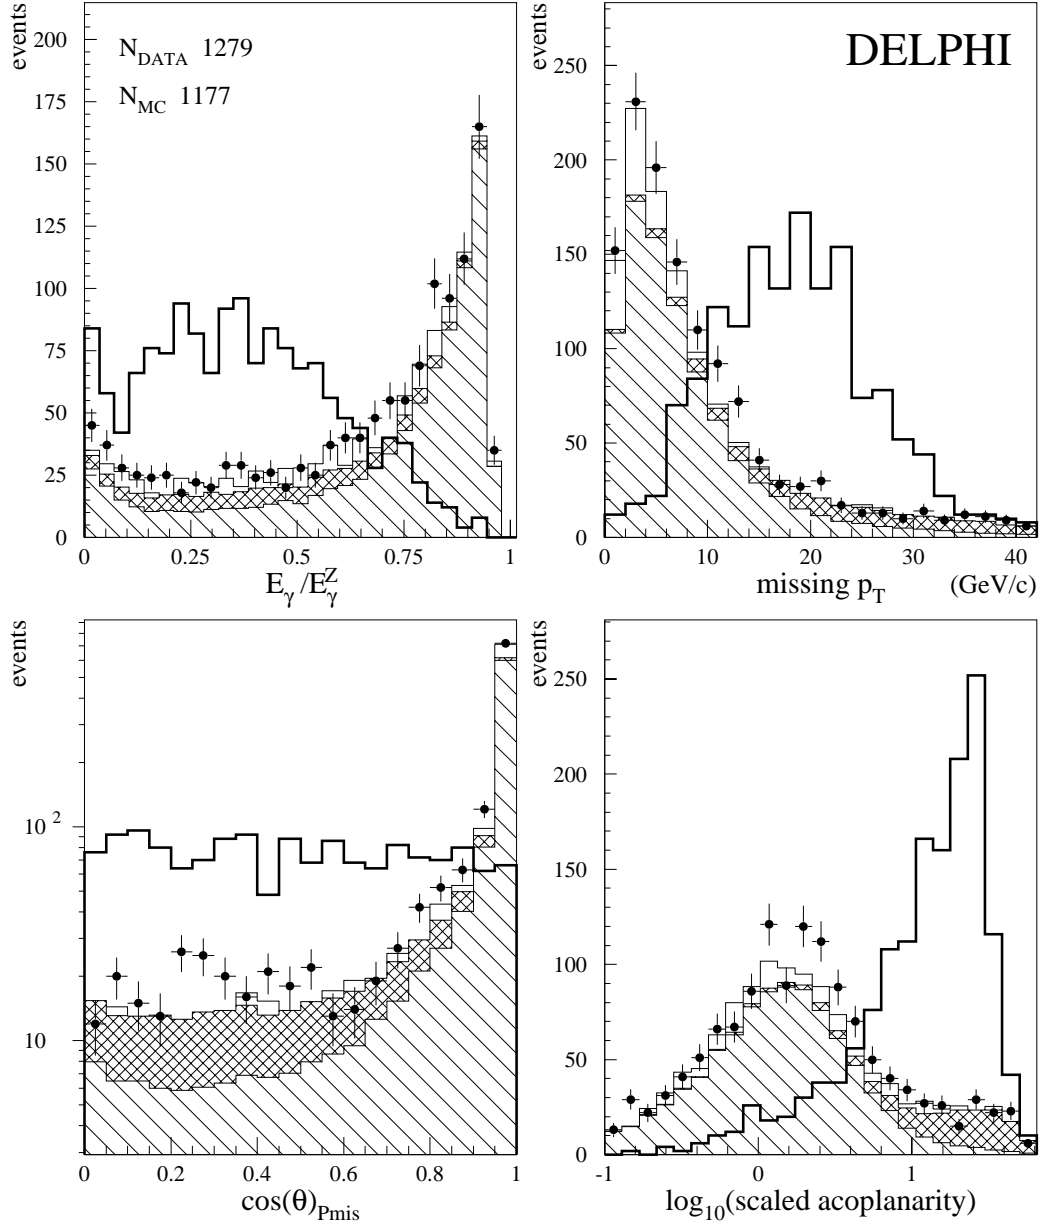 events
N_DATA 1279
N_MC 1177
200
175
150
125
100
75
50
25
0
0 0.25 0.5 0.75 1
E_γ/E_γ^Z
events
DELPHI
250
200
150
100
50
0
0 10 20 30 40
missing p_T (GeV/c)
events
10^2
10
0 0.2 0.4 0.6 0.8 1
cos(θ)_Pmis
events
250
200
150
100
50
0
-1 0 1
log_10(scaled acoplanarity)